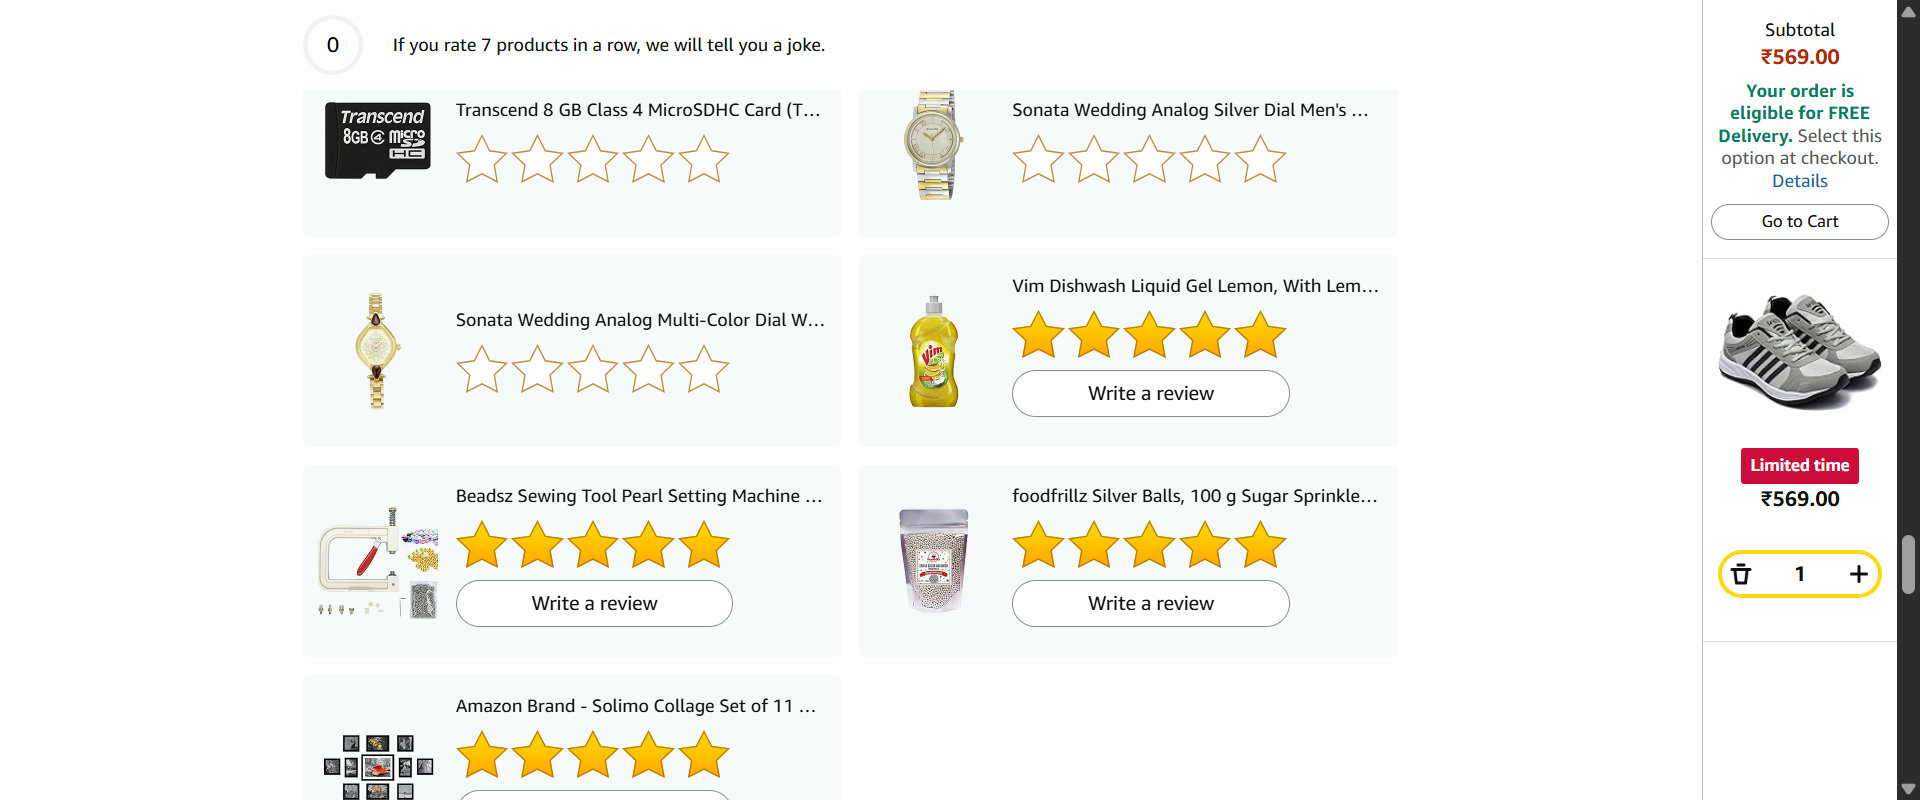 0
If you rate 7 products in a row, we will tell you a joke.
Transcend 8 GB Class 4 MicroSDHC Card (T...
Transcend
8GB 4 micro
SD
HC
Sonata Wedding Analog Silver Dial Men's ...
Sonata Wedding Analog Multi-Color Dial W...
Vim Dishwash Liquid Gel Lemon, With Lem...
Vim
Write a review
Beadsz Sewing Tool Pearl Setting Machine ...
Write a review
foodfrillz Silver Balls, 100 g Sugar Sprinkle...
Write a review
Amazon Brand - Solimo Collage Set of 11 ...
Subtotal
₹569.00
Your order is
eligible for FREE
Delivery. Select this
option at checkout.
Details
Go to Cart
Limited time
₹569.00
1